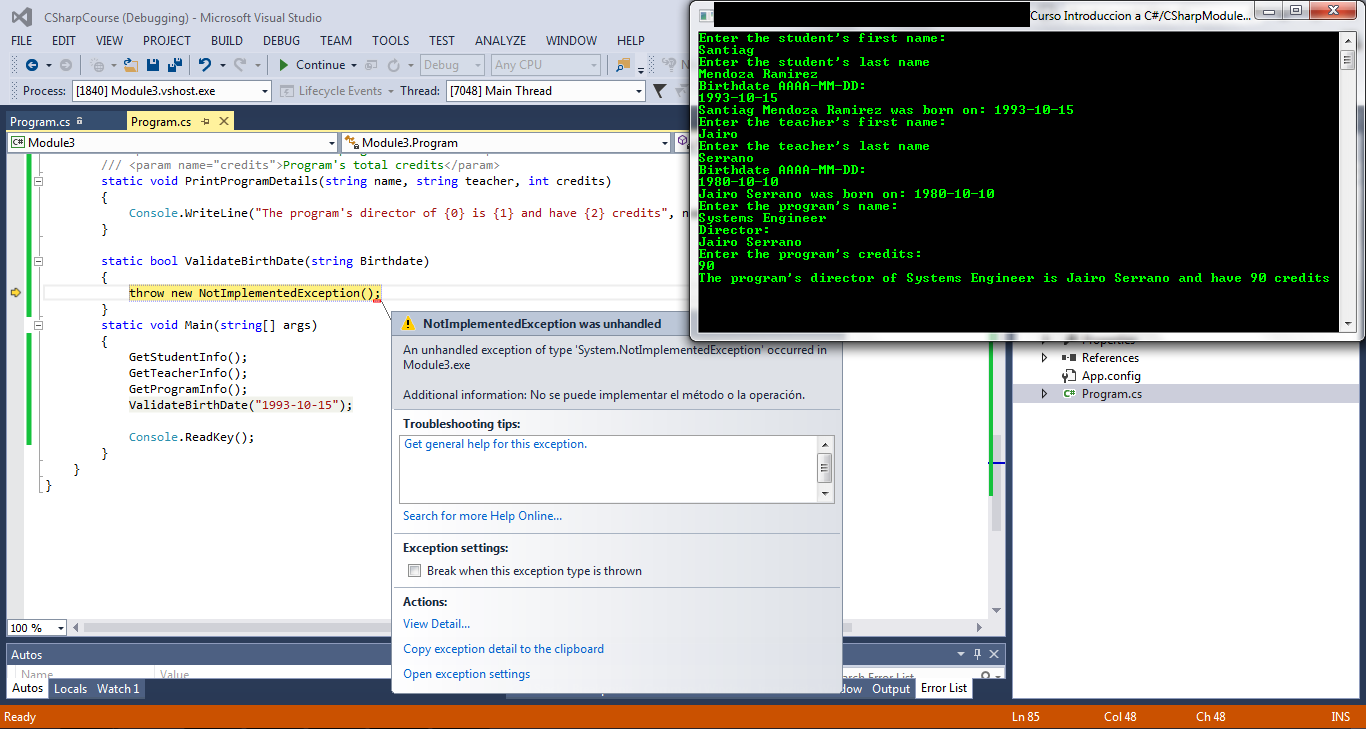 CSharpCourse (Debugging) - Microsoft Visual Studio
FILE EDIT VIEW PROJECT BUILD DEBUG TEAM TOOLS TEST ANALYZE WINDOW HELP
Continue Debug Any CPU
Process: [1840] Module3.vshost.exe Lifecycle Events Thread: [7048] Main Thread
Program.cs Program.cs
C# Module3 Module3.Program
/// <param name="credits">Program's total credits</param>
static void PrintProgramDetails(string name, string teacher, int credits)
{
Console.WriteLine("The program's director of {0} is {1} and have {2} credits", n
}
static bool ValidateBirthDate(string Birthdate)
{
throw new NotImplementedException();
}
static void Main(string[] args)
{
GetStudentInfo();
GetTeacherInfo();
GetProgramInfo();
ValidateBirthDate("1993-10-15");
Console.ReadKey();
}
}
}
100 %
Curso Introduccion a C#/CSharpModule...
Enter the student's first name:
Santiag
Enter the student's last name
Mendoza Ramirez
Birthdate AAAA-MM-DD:
1993-10-15
Santiag Mendoza Ramirez was born on: 1993-10-15
Enter the teacher's first name:
Jairo
Enter the teacher's last name
Serrano
Birthdate AAAA-MM-DD:
1980-10-10
Jairo Serrano was born on: 1980-10-10
Enter the program's name:
Systems Engineer
Director:
Jairo Serrano
Enter the program's credits:
90
The program's director of Systems Engineer is Jairo Serrano and have 90 credits
NotImplementedException was unhandled
An unhandled exception of type 'System.NotImplementedException' occurred in
Module3.exe
Additional information: No se puede implementar el método o la operación.
Troubleshooting tips:
Get general help for this exception.
Search for more Help Online...
Exception settings:
Break when this exception type is thrown
Actions:
View Detail...
Copy exception detail to the clipboard
Open exception settings
Properties
References
App.config
C# Program.cs
Autos
Name Value
Autos Locals Watch 1
arch Error List
dow Output Error List
Ready Ln 85 Col 48 Ch 48 INS